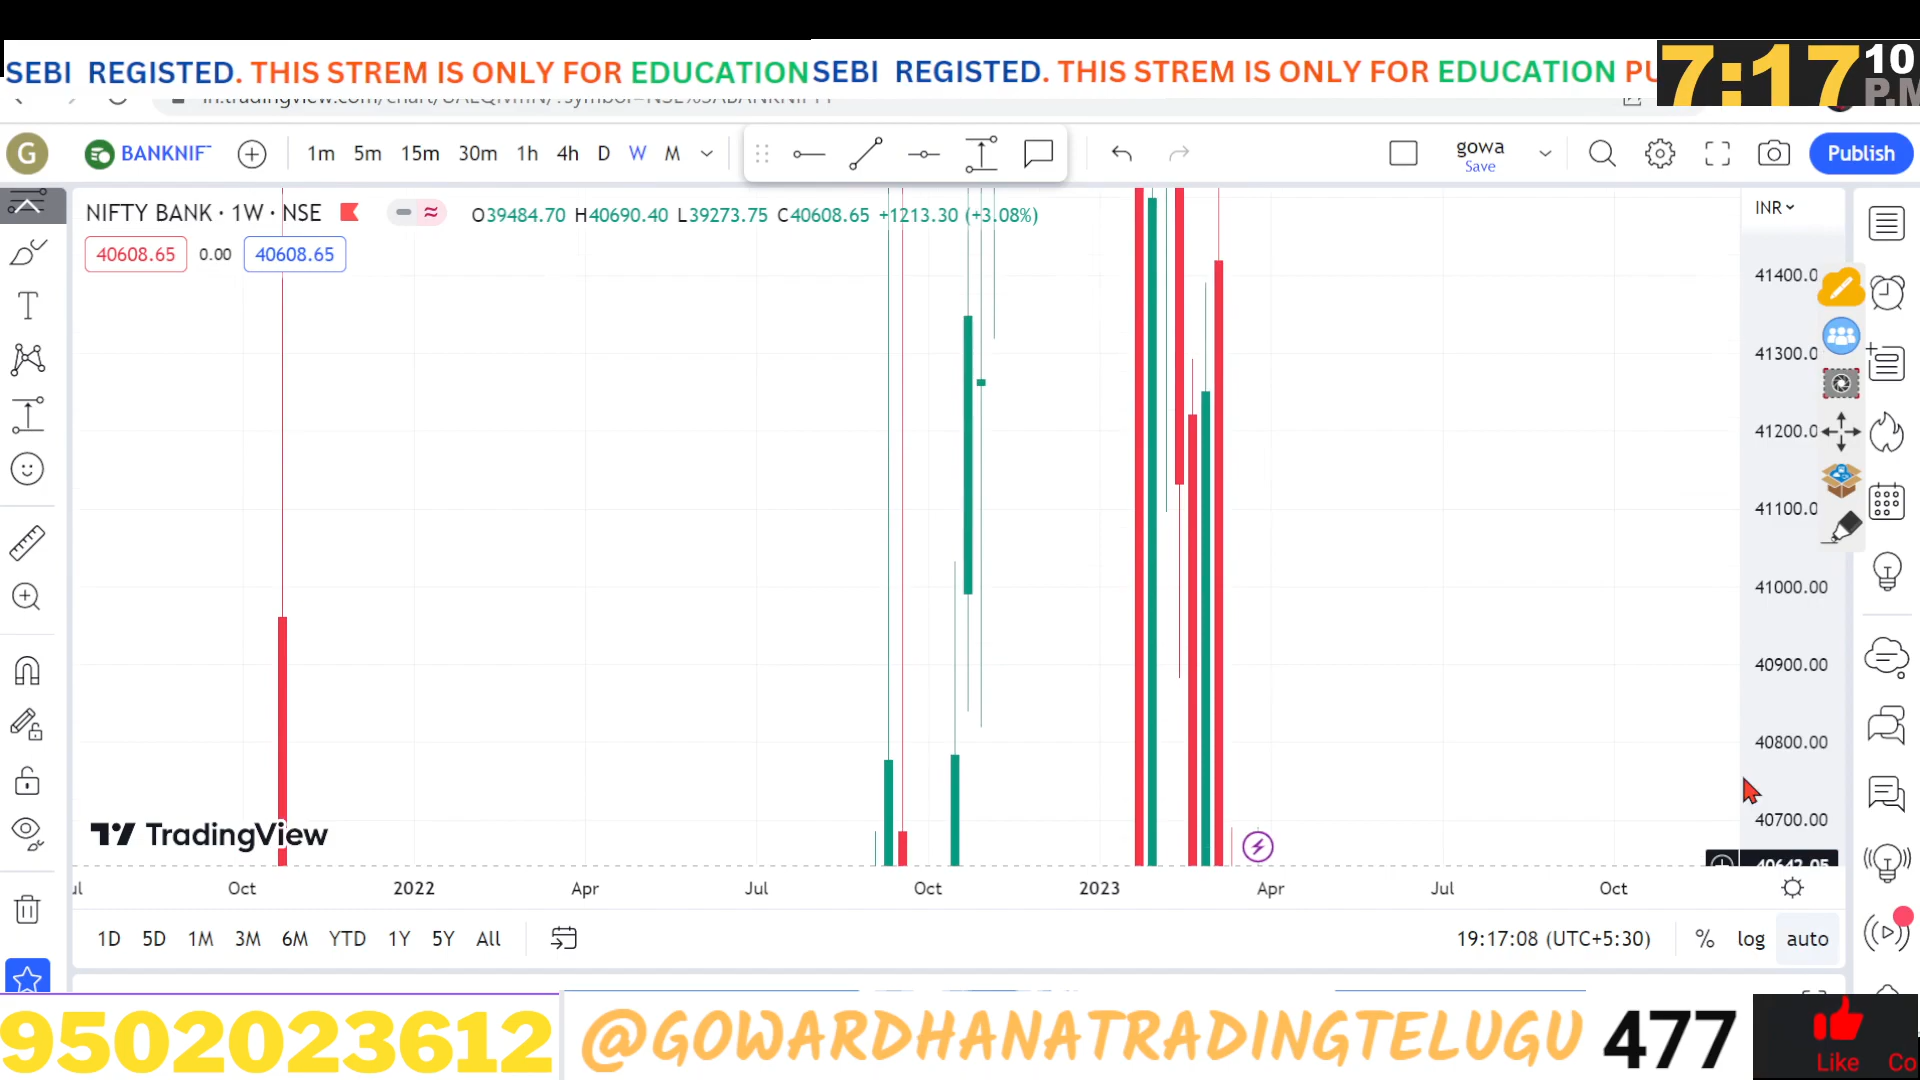 SEBI REGISTED. THIS STREM IS ONLY FOR EDUCATION SEBI REGISTED. THIS STREM IS ONLY FOR EDUCATION
7:17 10 P.M
G BANKNIF 1m 5m 15m 30m 1h 4h D W M gowa Save Publish
NIFTY BANK · 1W · NSE O39484.70 H40690.40 L39273.75 C40608.65 +1213.30 (+3.08%) INR
40608.65 0.00 40608.65
41400.0
41300.0
41200.0
41100.0
41000.00
40900.00
40800.00
40700.00
40642.05
TradingView
Oct 2022 Apr Jul Oct 2023 Apr Jul Oct
1D 5D 1M 3M 6M YTD 1Y 5Y All 19:17:08 (UTC+5:30) % log auto
9502023612 @GOWARDHANATRADINGTELUGU 477 Like Co